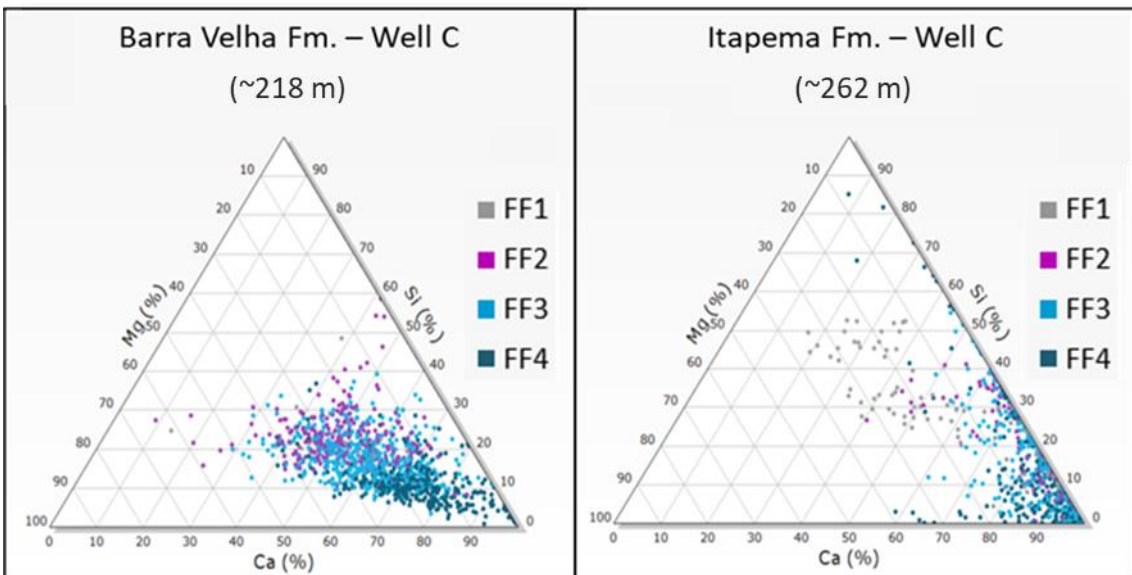 Barra Velha Fm. – Well C
(~218 m)
10 90
20 80
30 70
40 60
50 50
60 40
70 30
80 20
90 10
100 0
0 10 20 30 40 50 60 70 80 90
Mg (%)
Si (%)
Ca (%)
FF1
FF2
FF3
FF4
Itapema Fm. – Well C
(~262 m)
10 90
20 80
30 70
40 60
50 50
60 40
70 30
80 20
90 10
100 0
0 10 20 30 40 50 60 70 80 90
Mg (%)
Si (%)
Ca (%)
FF1
FF2
FF3
FF4